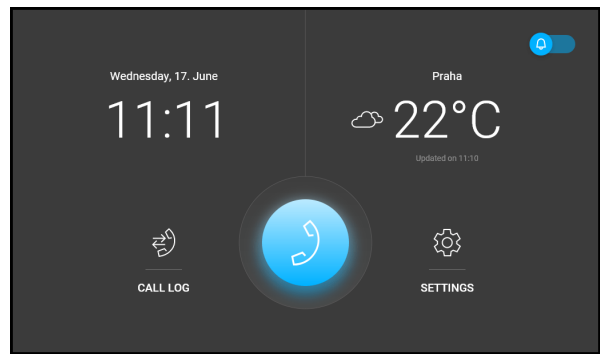 Wednesday, 17. June
11:11
Praha
22°C
Updated on 11:10
CALL LOG
SETTINGS